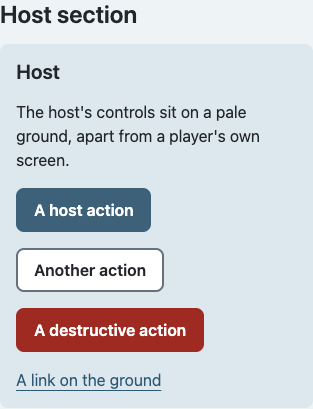 Host section
Host
The host's controls sit on a pale
ground, apart from a player's own
screen.
A host action
Another action
A destructive action
A link on the ground